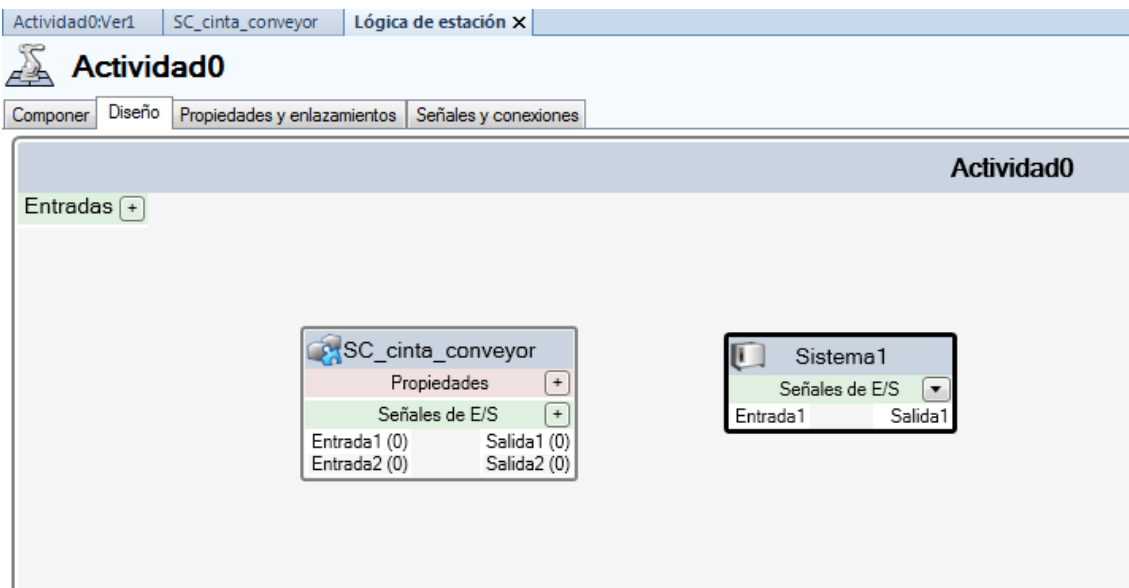 Actividad0:Ver1 SC_cinta_conveyor Lógica de estación X
Actividad0
Componer Diseño Propiedades y enlazamientos Señales y conexiones
Actividad0
Entradas +
SC_cinta_conveyor
Propiedades +
Señales de E/S +
Entrada1 (0) Salida1 (0)
Entrada2 (0) Salida2 (0)
Sistema1
Señales de E/S
Entrada1 Salida1